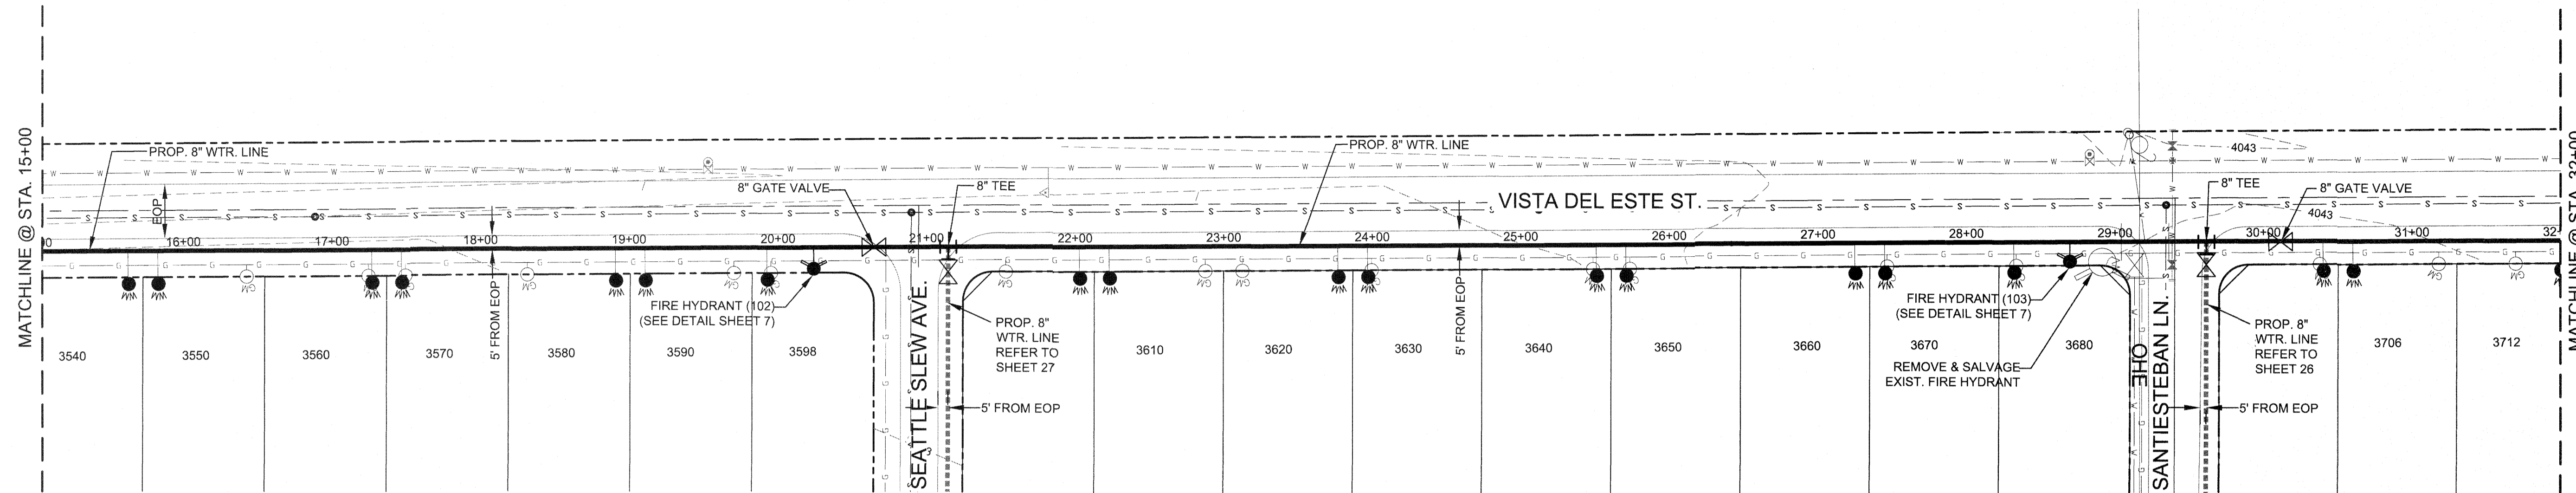 MATCHLINE @ STA. 15+00
PROP. 8" WTR. LINE
EOP
16+00
17+00
18+00
19+00
20+00
21+00
22+00
23+00
24+00
25+00
26+00
27+00
28+00
29+00
30+00
31+00
8" GATE VALVE
8" TEE
PROP. 8" WTR. LINE
VISTA DEL ESTE ST.
4043
8" TEE
8" GATE VALVE
4043
5' FROM EOP
FIRE HYDRANT (102)
(SEE DETAIL SHEET 7)
SEATTLE SLEW AVE.
PROP. 8"
WTR. LINE
REFER TO
SHEET 27
5' FROM EOP
5' FROM EOP
FIRE HYDRANT (103)
(SEE DETAIL SHEET 7)
REMOVE & SALVAGE
EXIST. FIRE HYDRANT
OHE
SANTIESTEBAN LN.
PROP. 8"
WTR. LINE
REFER TO
SHEET 26
5' FROM EOP
3540
3550
3560
3570
3580
3590
3598
3610
3620
3630
3640
3650
3660
3670
3680
3706
3712
MATCHLINE @ STA. 32+00